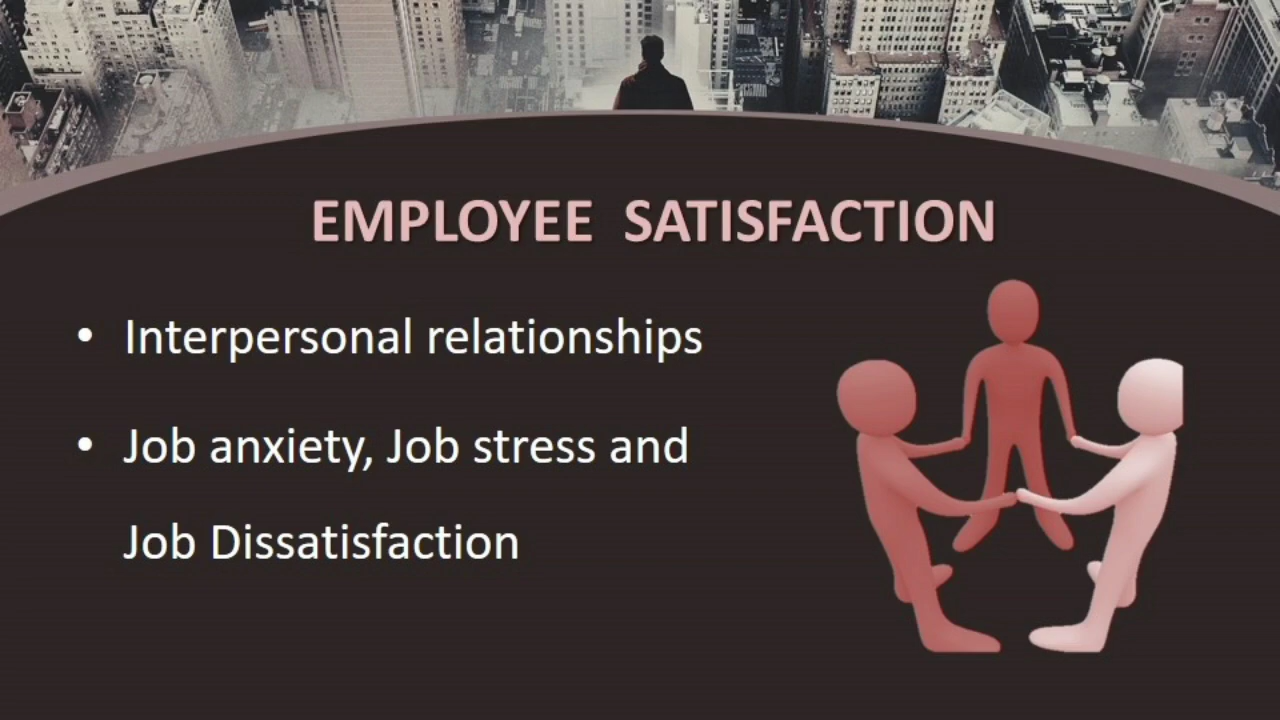 EMPLOYEE SATISFACTION
• Interpersonal relationships
• Job anxiety, Job stress and
Job Dissatisfaction